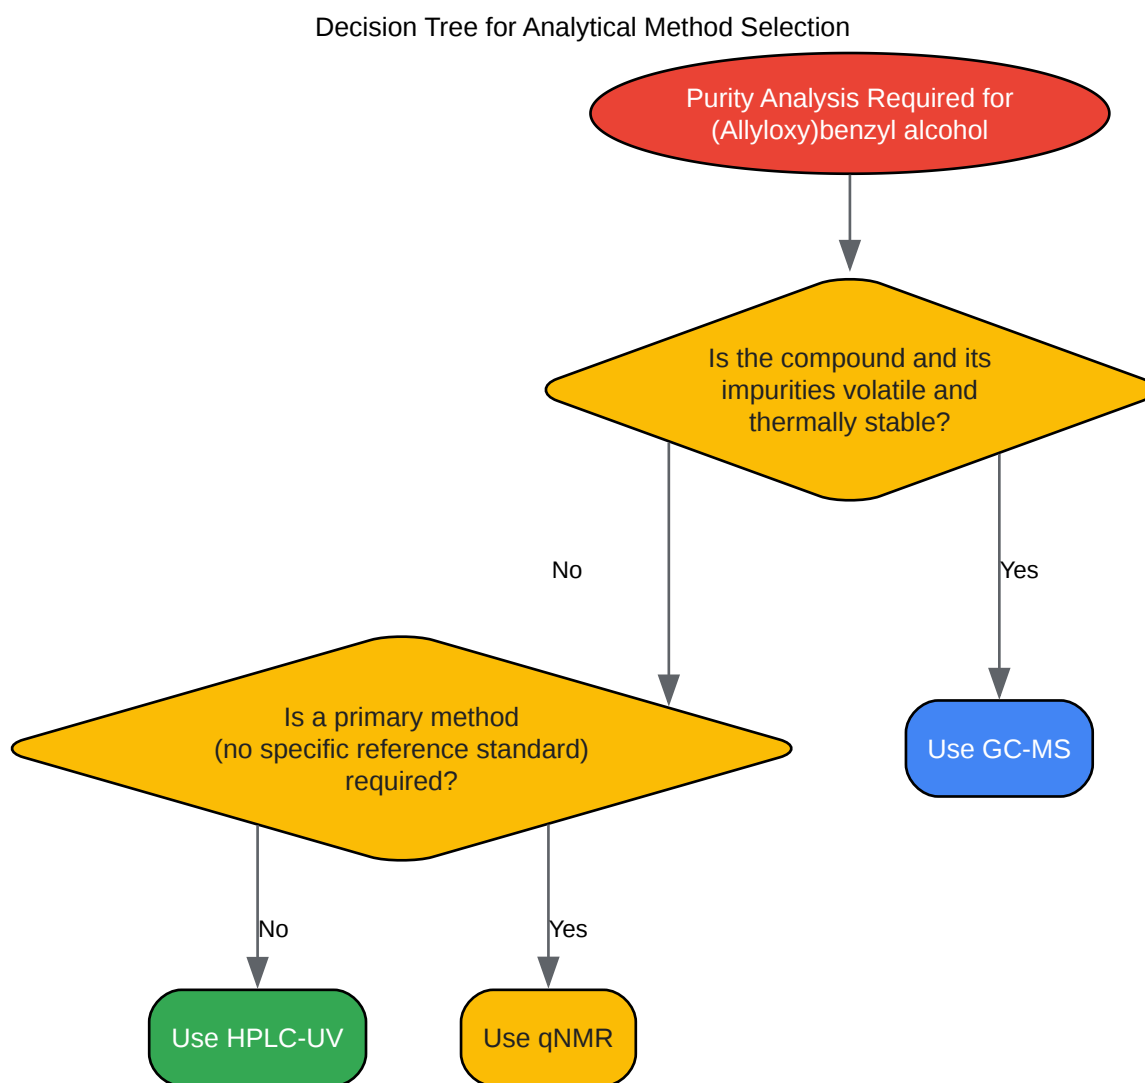 Decision Tree for Analytical Method Selection
Purity Analysis Required for
(Allyloxy)benzyl alcohol
Is the compound and its
impurities volatile and
thermally stable?
No
Yes
Is a primary method
(no specific reference standard)
required?
Use GC-MS
No
Yes
Use HPLC-UV
Use qNMR